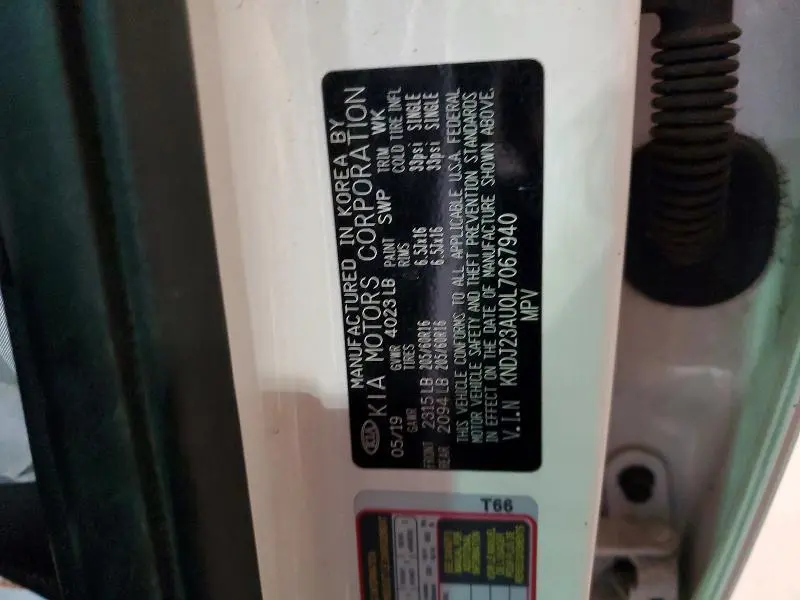 MANUFACTURED IN KOREA BY
KIA KIA MOTORS CORPORATION
05/19 GVWR 4023 LB PAINT SWP TRIM WK
GAWR TIRES RIMS COLD TIRE INFL
FRONT 2315 LB 205/60R16 6.5Jx16 33psi SINGLE
REAR 2094 LB 205/60R16 6.5Jx16 33psi SINGLE
THIS VEHICLE CONFORMS TO ALL APPLICABLE U.S.A. FEDERAL
MOTOR VEHICLE SAFETY AND THEFT PREVENTION STANDARDS
IN EFFECT ON THE DATE OF MANUFACTURE SHOWN ABOVE.
V.I.N KNDJ23AU0L7067940
MPV
T66